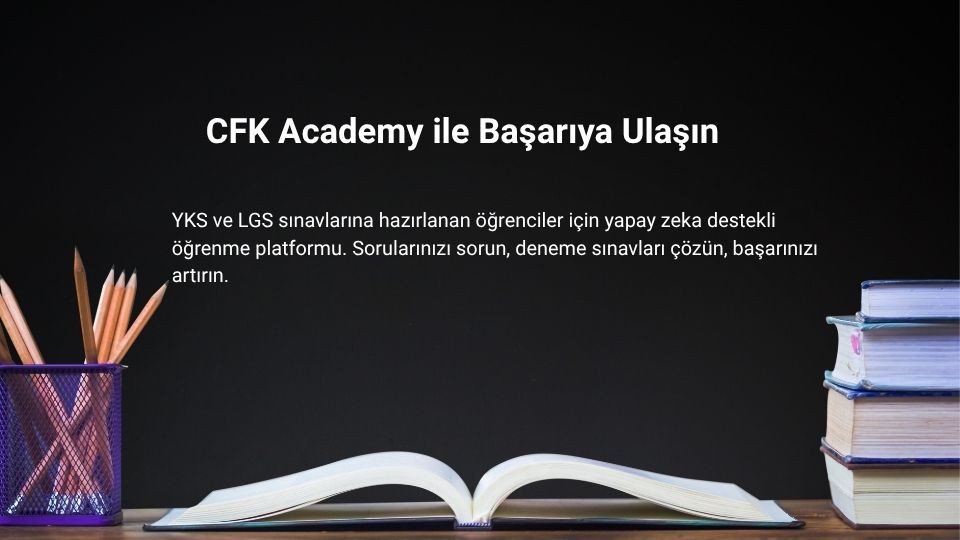 CFK Academy ile Başarıya Ulaşın
YKS ve LGS sınavlarına hazırlanan öğrenciler için yapay zeka destekli
öğrenme platformu. Sorularınızı sorun, deneme sınavları çözün, başarınızı
artırın.